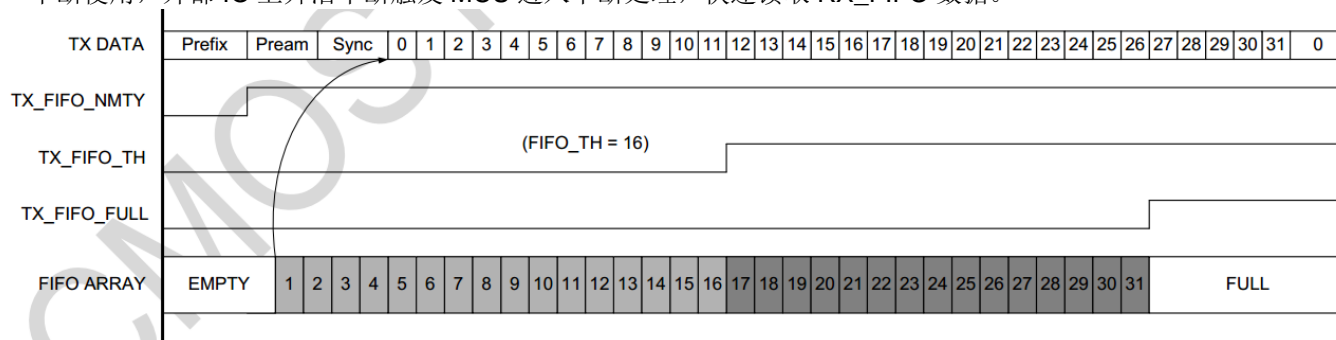 TX DATA Prefix Pream Sync 0 1 2 3 4 5 6 7 8 9 10 11 12 13 14 15 16 17 18 19 20 21 22 23 24 25 26 27 28 29 30 31 0
TX_FIFO_NMTY
(FIFO_TH = 16)
TX_FIFO_TH
TX_FIFO_FULL
FIFO ARRAY EMPTY 1 2 3 4 5 6 7 8 9 10 11 12 13 14 15 16 17 18 19 20 21 22 23 24 25 26 27 28 29 30 31 FULL
CMOS